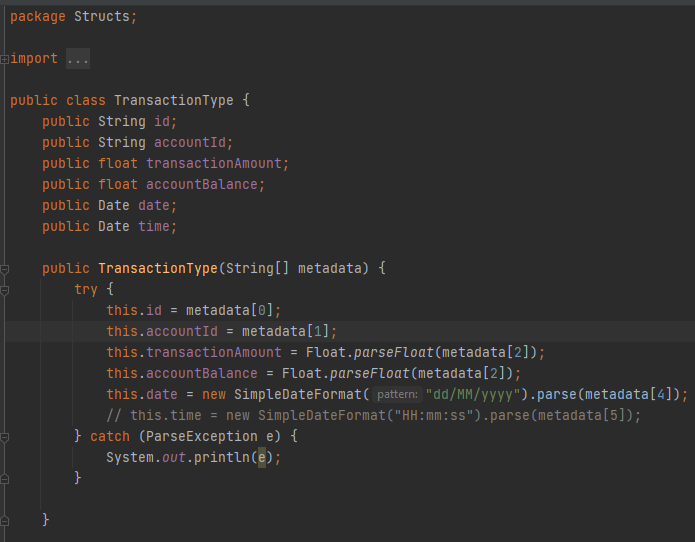 package Structs;
import ...
public class TransactionType {
public String id;
public String accountId;
public float transactionAmount;
public float accountBalance;
public Date date;
public Date time;
public TransactionType(String[] metadata) {
try {
this.id = metadata[0];
this.accountId = metadata[1];
this.transactionAmount = Float.parseFloat(metadata[2]);
this.accountBalance = Float.parseFloat(metadata[2]);
this.date = new SimpleDateFormat( pattern: "dd/MM/yyyy").parse(metadata[4]);
// this.time = new SimpleDateFormat("HH:mm:ss").parse(metadata[5]);
} catch (ParseException e) {
System.out.println(e);
}
}